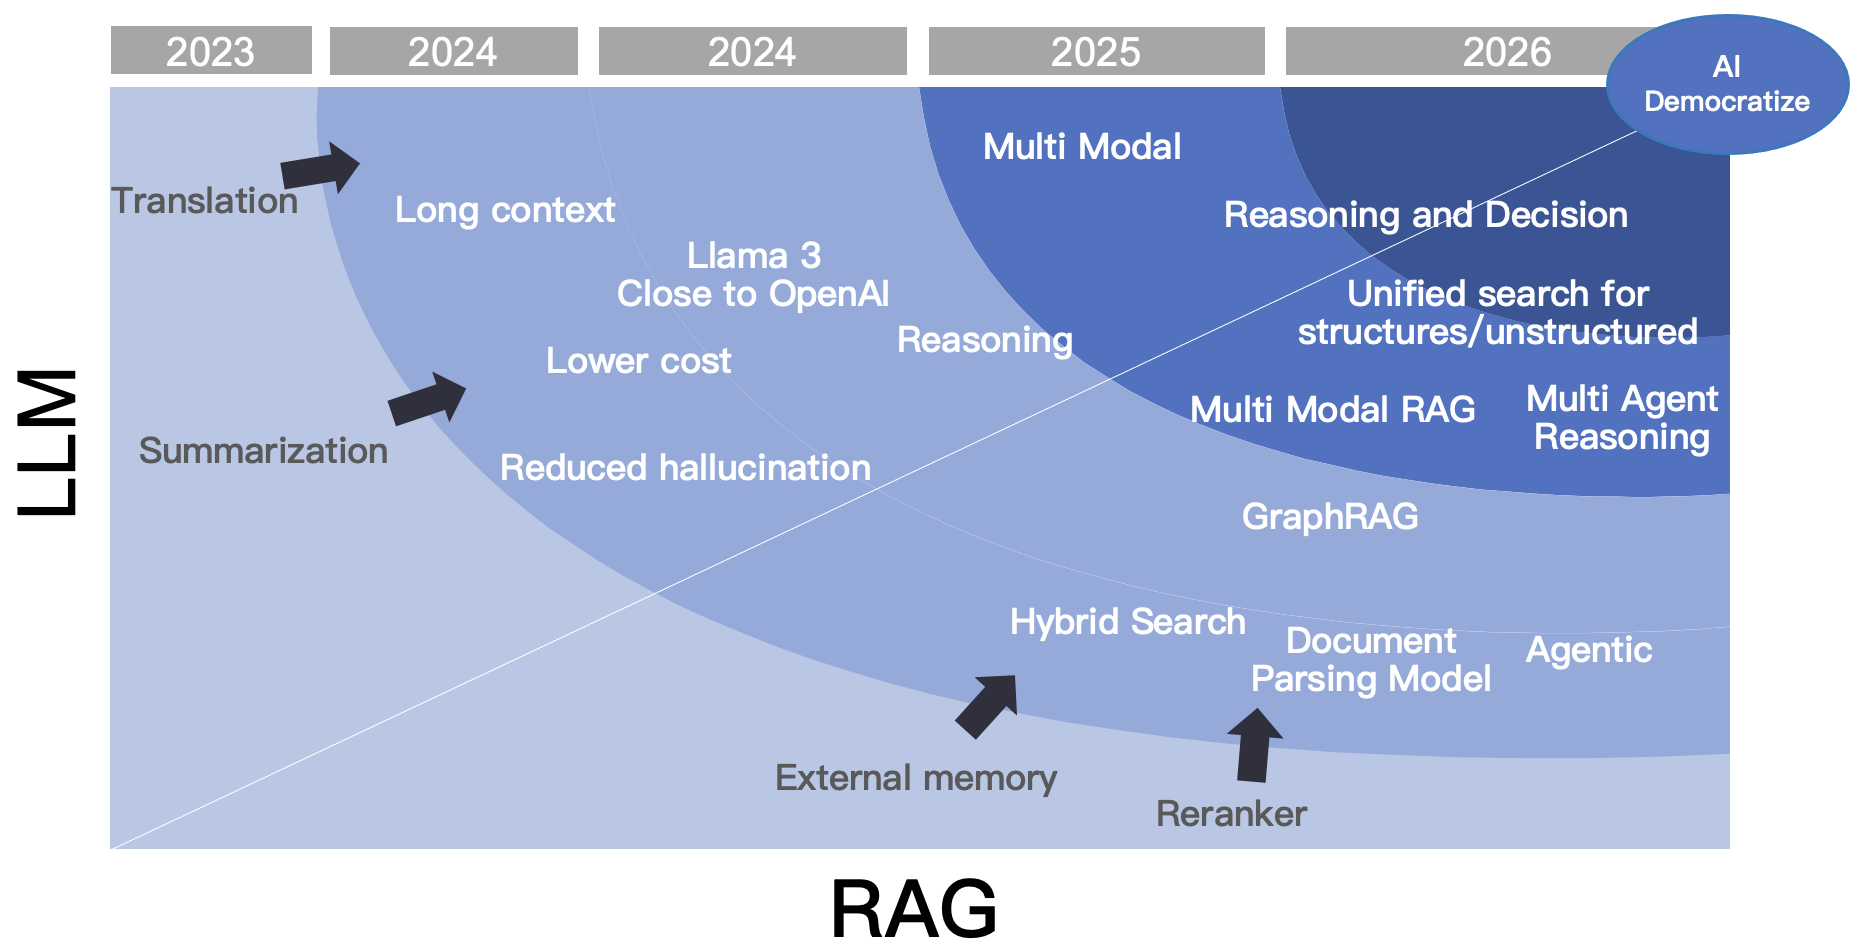 2023
2024
2024
2025
2026
AI
Democratize
Multi Modal
Translation
Long context
Reasoning and Decision
Llama 3
Close to OpenAI
Unified search for
structures/unstructured
Reasoning
Lower cost
Multi Modal RAG
Multi Agent
Reasoning
Summarization
Reduced hallucination
GraphRAG
Hybrid Search
Document
Parsing Model
Agentic
External memory
Reranker
LLM
RAG